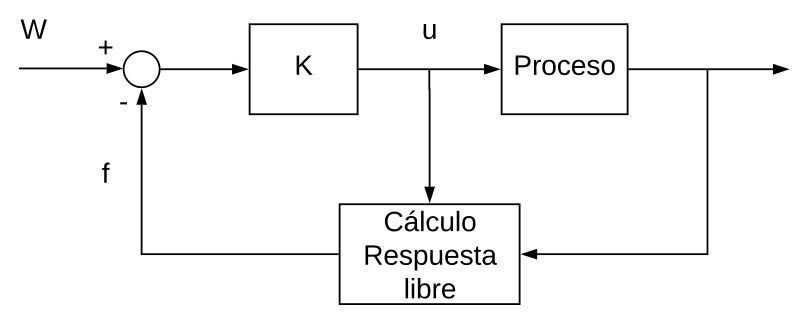 W
+
-
K
u
Proceso
f
Cálculo
Respuesta
libre